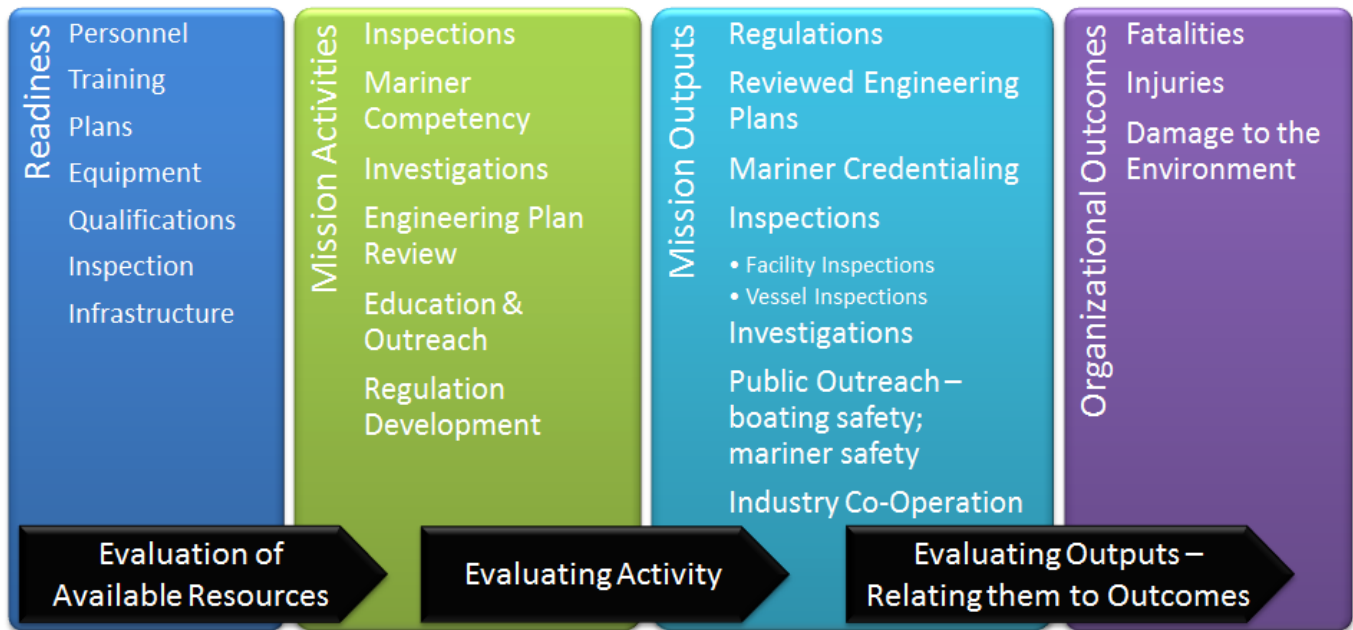 Readiness
Personnel
Training
Plans
Equipment
Qualifications
Inspection
Infrastructure
Mission Activities
Inspections
Mariner
Competency
Investigations
Engineering Plan
Review
Education &
Outreach
Regulation
Development
Mission Outputs
Regulations
Reviewed Engineering
Plans
Mariner Credentialing
Inspections
• Facility Inspections
• Vessel Inspections
Investigations
Public Outreach –
boating safety;
mariner safety
Industry Co-Operation
Organizational Outcomes
Fatalities
Injuries
Damage to the
Environment
Evaluation of
Available Resources
Evaluating Activity
Evaluating Outputs –
Relating them to Outcomes